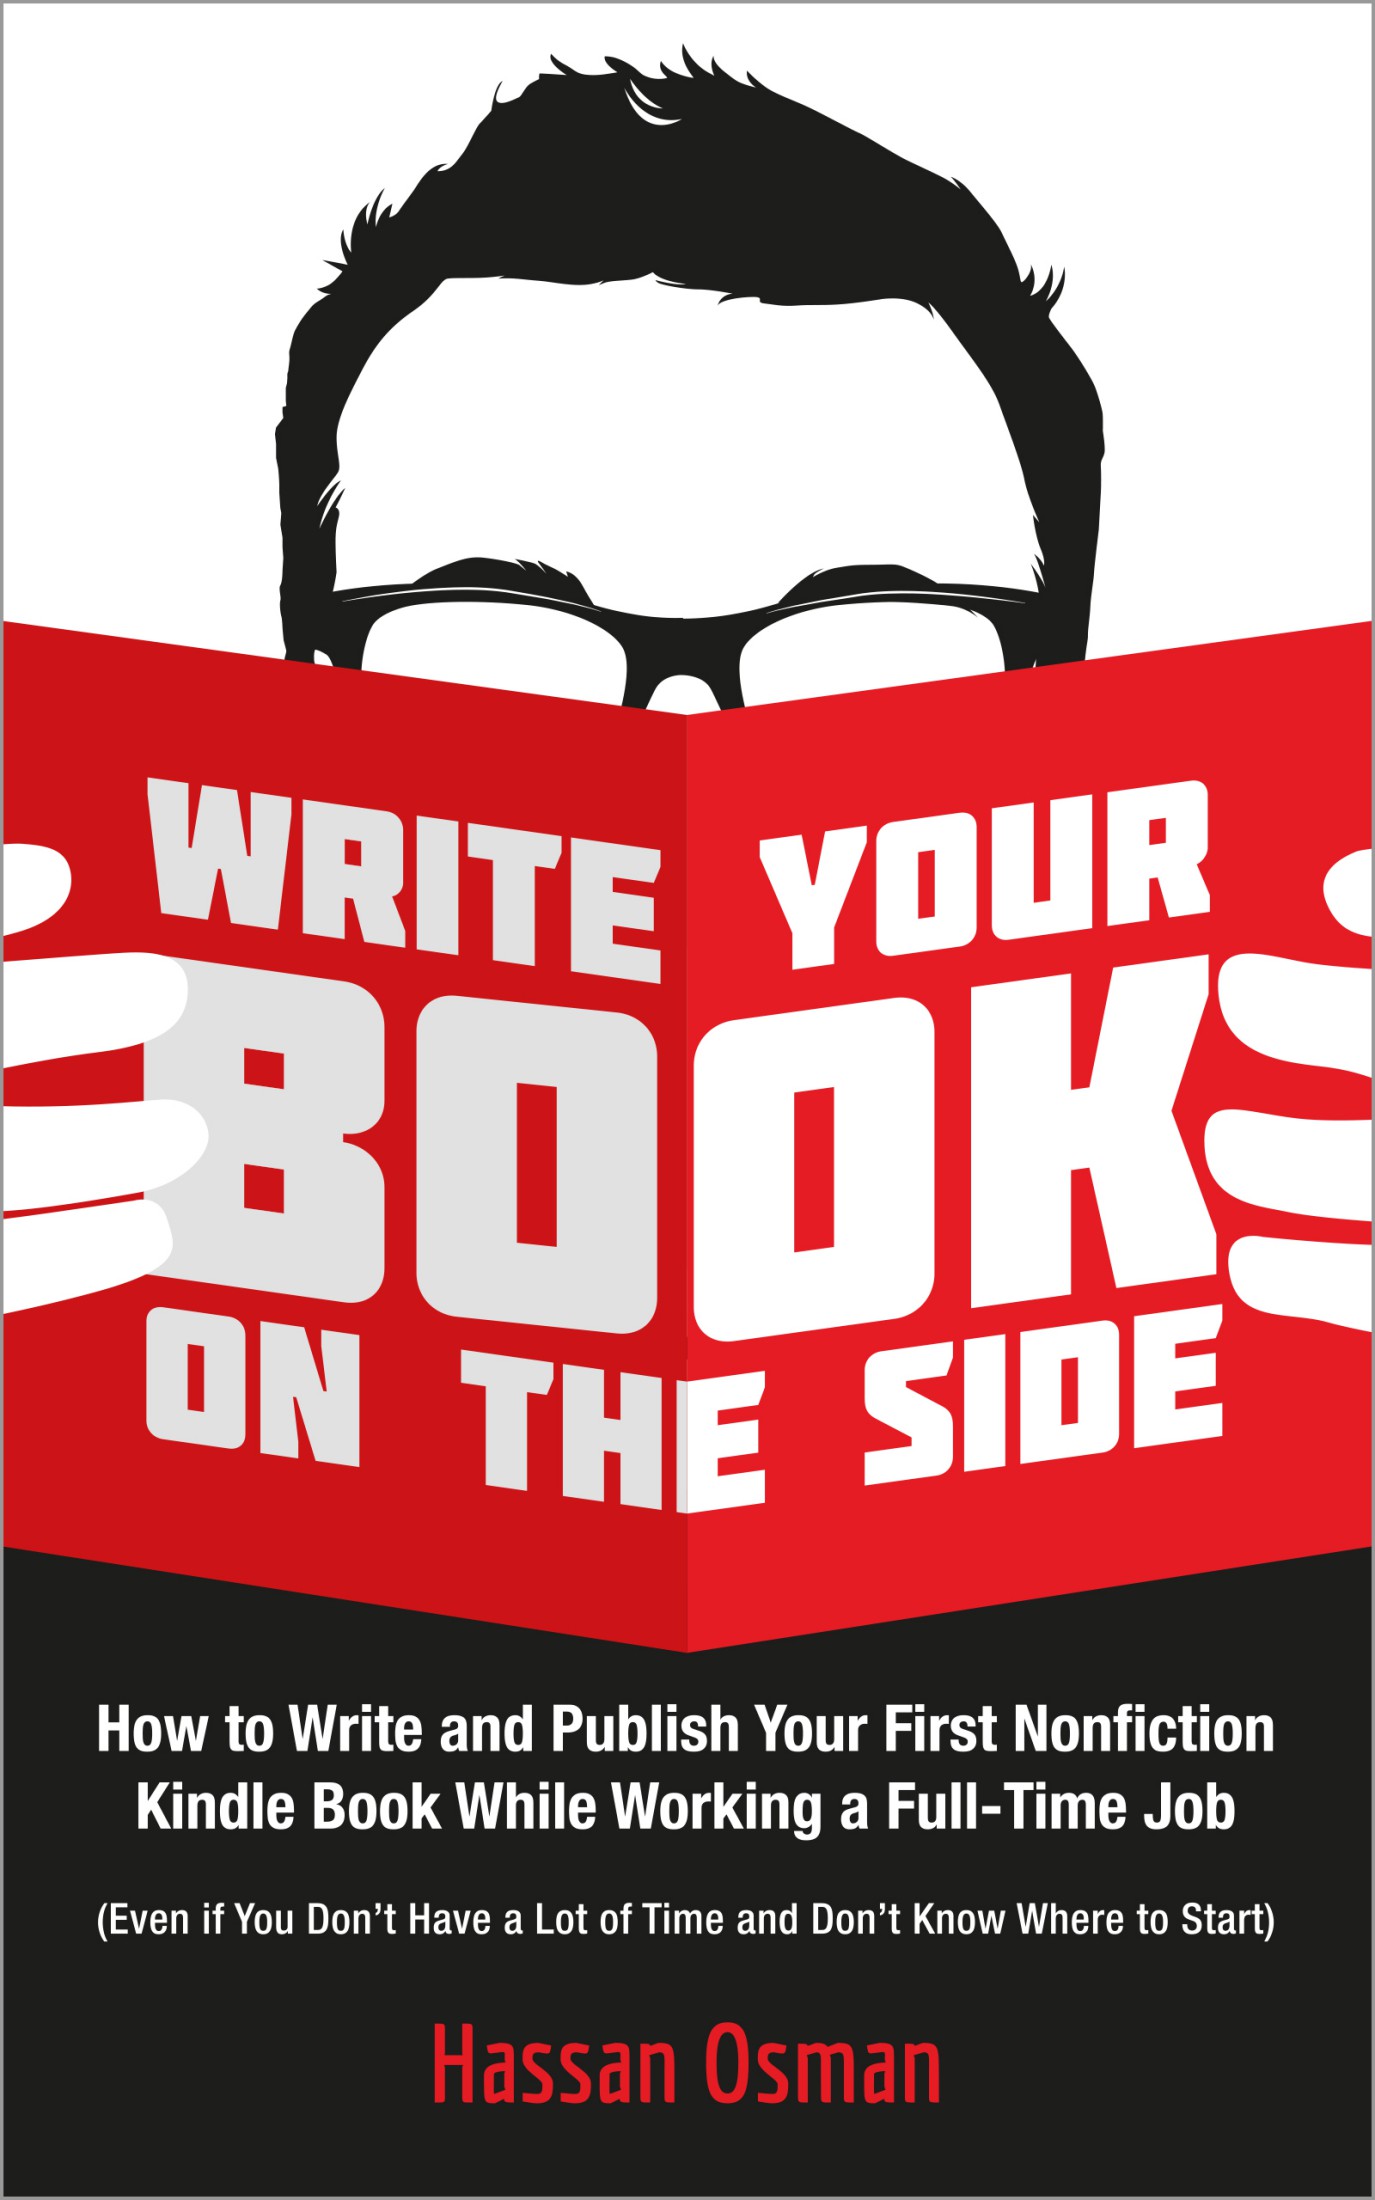 WRITE YOUR
BOOK
ON THE SIDE
How to Write and Publish Your First Nonfiction
Kindle Book While Working a Full-Time Job
(Even if You Don't Have a Lot of Time and Don't Know Where to Start)
Hassan Osman